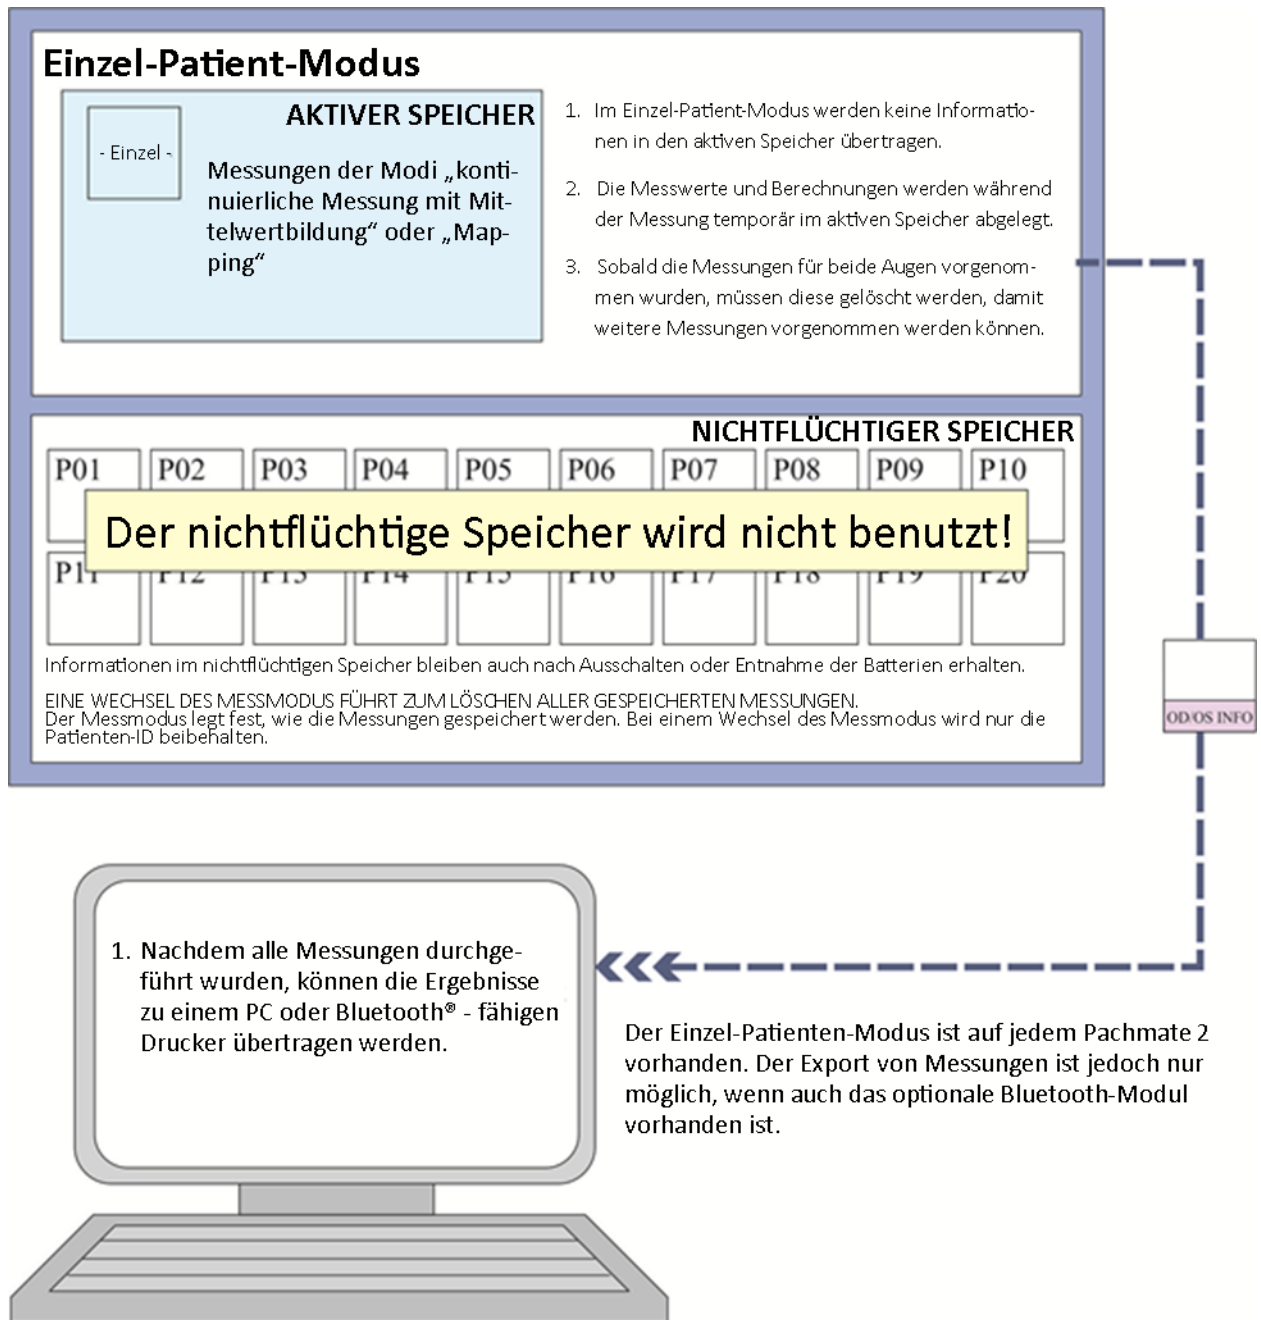 Einzel-Patient-Modus
AKTIVER SPEICHER
- Einzel -
Messungen der Modi „konti-
nuierliche Messung mit Mit-
telwertbildung“ oder „Map-
ping“
1. Im Einzel-Patient-Modus werden keine Informatio-
nen in den aktiven Speicher übertragen.
2. Die Messwerte und Berechnungen werden während
der Messung temporär im aktiven Speicher abgelegt.
3. Sobald die Messungen für beide Augen vorgenom-
men wurden, müssen diese gelöscht werden, damit
weitere Messungen vorgenommen werden können.
NICHTFLÜCHTIGER SPEICHER
P01 P02 P03 P04 P05 P06 P07 P08 P09 P10
Der nichtflüchtige Speicher wird nicht benutzt!
P11 P12 P13 P14 P15 P16 P17 P18 P19 P20
Informationen im nichtflüchtigen Speicher bleiben auch nach Ausschalten oder Entnahme der Batterien erhalten.
EINE WECHSEL DES MESSMODUS FÜHRT ZUM LÖSCHEN ALLER GESPEICHERTEN MESSUNGEN.
Der Messmodus legt fest, wie die Messungen gespeichert werden. Bei einem Wechsel des Messmodus wird nur die
Patienten-ID beibehalten.
OD/OS INFO
1. Nachdem alle Messungen durchge-
führt wurden, können die Ergebnisse
zu einem PC oder Bluetooth® - fähigen
Drucker übertragen werden.
Der Einzel-Patienten-Modus ist auf jedem Pachmate 2
vorhanden. Der Export von Messungen ist jedoch nur
möglich, wenn auch das optionale Bluetooth-Modul
vorhanden ist.